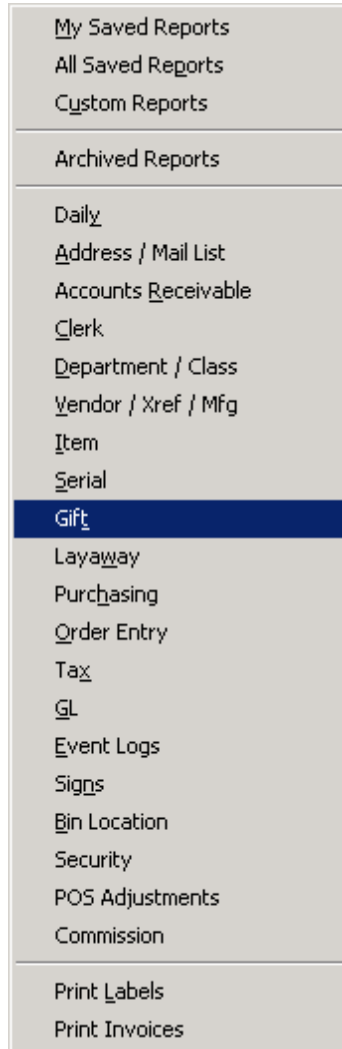 My Saved Reports
All Saved Reports
Custom Reports
Archived Reports
Daily
Address / Mail List
Accounts Receivable
Clerk
Department / Class
Vendor / Xref / Mfg
Item
Serial
Gift
Layaway
Purchasing
Order Entry
Tax
GL
Event Logs
Signs
Bin Location
Security
POS Adjustments
Commission
Print Labels
Print Invoices